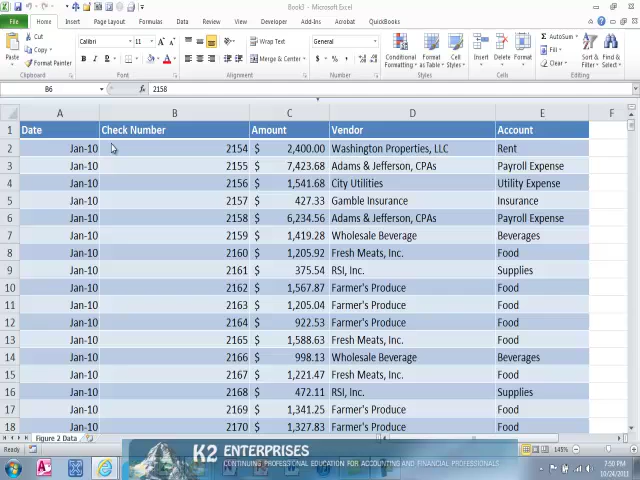 Book3 - Microsoft Excel
File Home Insert Page Layout Formulas Data Review View Developer Add-Ins Acrobat QuickBooks
Paste
Cut
Copy
Format Painter
Clipboard
Calibri 11
B I U
Font
Wrap Text
Merge & Center
Alignment
General
$ %
Number
Conditional Formatting
Format as Table
Cell Styles
Styles
Insert Delete Format
Cells
Σ AutoSum
Fill
Clear
Sort & Filter
Find & Select
Editing
B6 fx 2158
A B C D E F
1 Date Check Number Amount Vendor Account
2 Jan-10 2154 $ 2,400.00 Washington Properties, LLC Rent
3 Jan-10 2155 $ 7,423.68 Adams & Jefferson, CPAs Payroll Expense
4 Jan-10 2156 $ 1,541.68 City Utilities Utility Expense
5 Jan-10 2157 $ 427.33 Gamble Insurance Insurance
6 Jan-10 2158 $ 6,234.56 Adams & Jefferson, CPAs Payroll Expense
7 Jan-10 2159 $ 1,419.28 Wholesale Beverage Beverages
8 Jan-10 2160 $ 1,205.92 Fresh Meats, Inc. Food
9 Jan-10 2161 $ 375.54 RSI, Inc. Supplies
10 Jan-10 2162 $ 1,567.87 Farmer's Produce Food
11 Jan-10 2163 $ 1,205.04 Farmer's Produce Food
12 Jan-10 2164 $ 922.53 Farmer's Produce Food
13 Jan-10 2165 $ 1,588.63 Fresh Meats, Inc. Food
14 Jan-10 2166 $ 998.13 Wholesale Beverage Beverages
15 Jan-10 2167 $ 1,221.47 Fresh Meats, Inc. Food
16 Jan-10 2168 $ 472.11 RSI, Inc. Supplies
17 Jan-10 2169 $ 1,341.25 Farmer's Produce Food
18 Jan-10 2170 $ 1,327.83 Farmer's Produce Food
Figure 2 Data
Ready
145%
K2 ENTERPRISES
CONTINUING PROFESSIONAL EDUCATION FOR ACCOUNTING AND FINANCIAL PROFESSIONALS
7:50 PM
10/24/2011